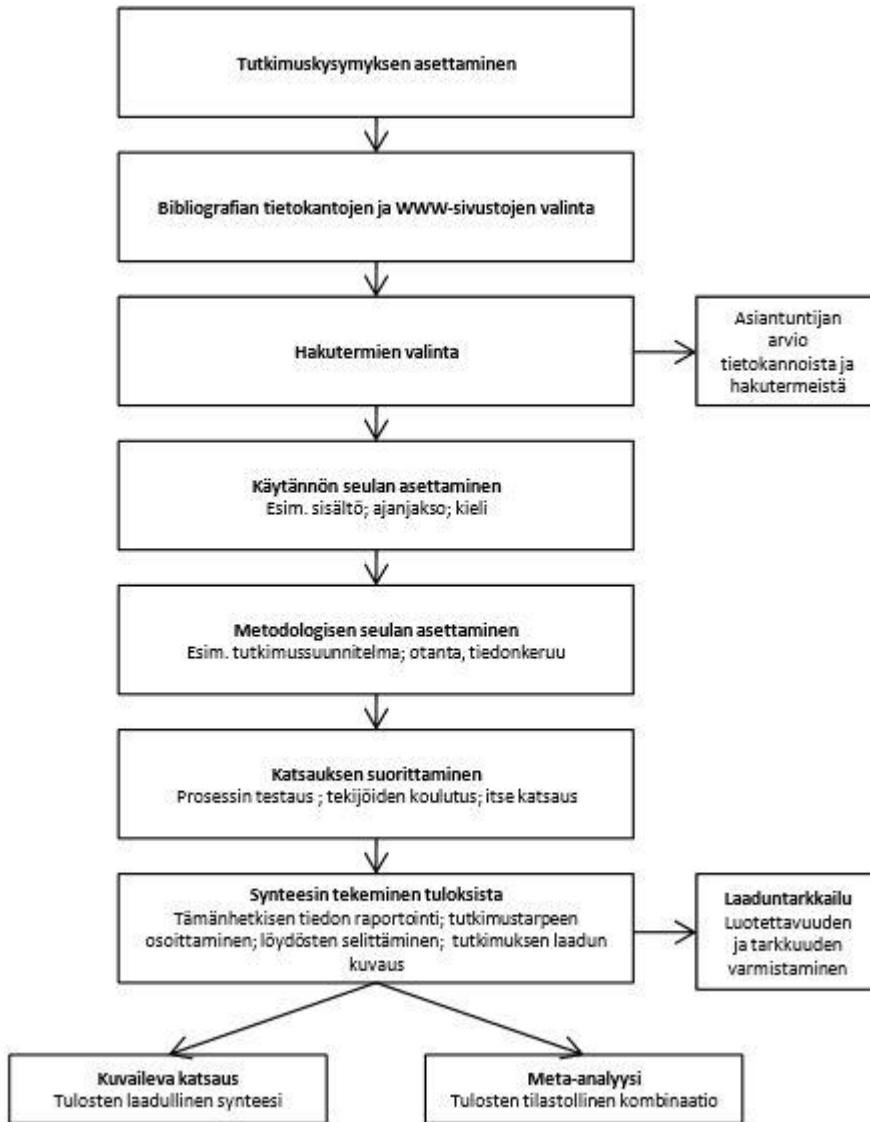 Tutkimuskysymyksen asettaminen
Bibliografian tietokantojen ja WWW-sivustojen valinta
Hakutermien valinta
Asiantuntijan
arvio
tietokannoista ja
hakutermeistä
Käytännön seulan asettaminen
Esim. sisältö; ajanjakso; kieli
Metodologisen seulan asettaminen
Esim. tutkimussuunnitelma; otanta, tiedonkeruu
Katsauksen suorittaminen
Prosessin testaus ; tekijöiden koulutus; itse katsaus
Synteesin tekeminen tuloksista
Tämänhetkisen tiedon raportointi; tutkimustarpeen
osoittaminen; löydösten selittäminen; tutkimuksen laadun
kuvaus
Laaduntarkkailu
Luotettavuuden
ja tarkkuuden
varmistaminen
Kuvaileva katsaus
Tulosten laadullinen synteesi
Meta-analyysi
Tulosten tilastollinen kombinaatio